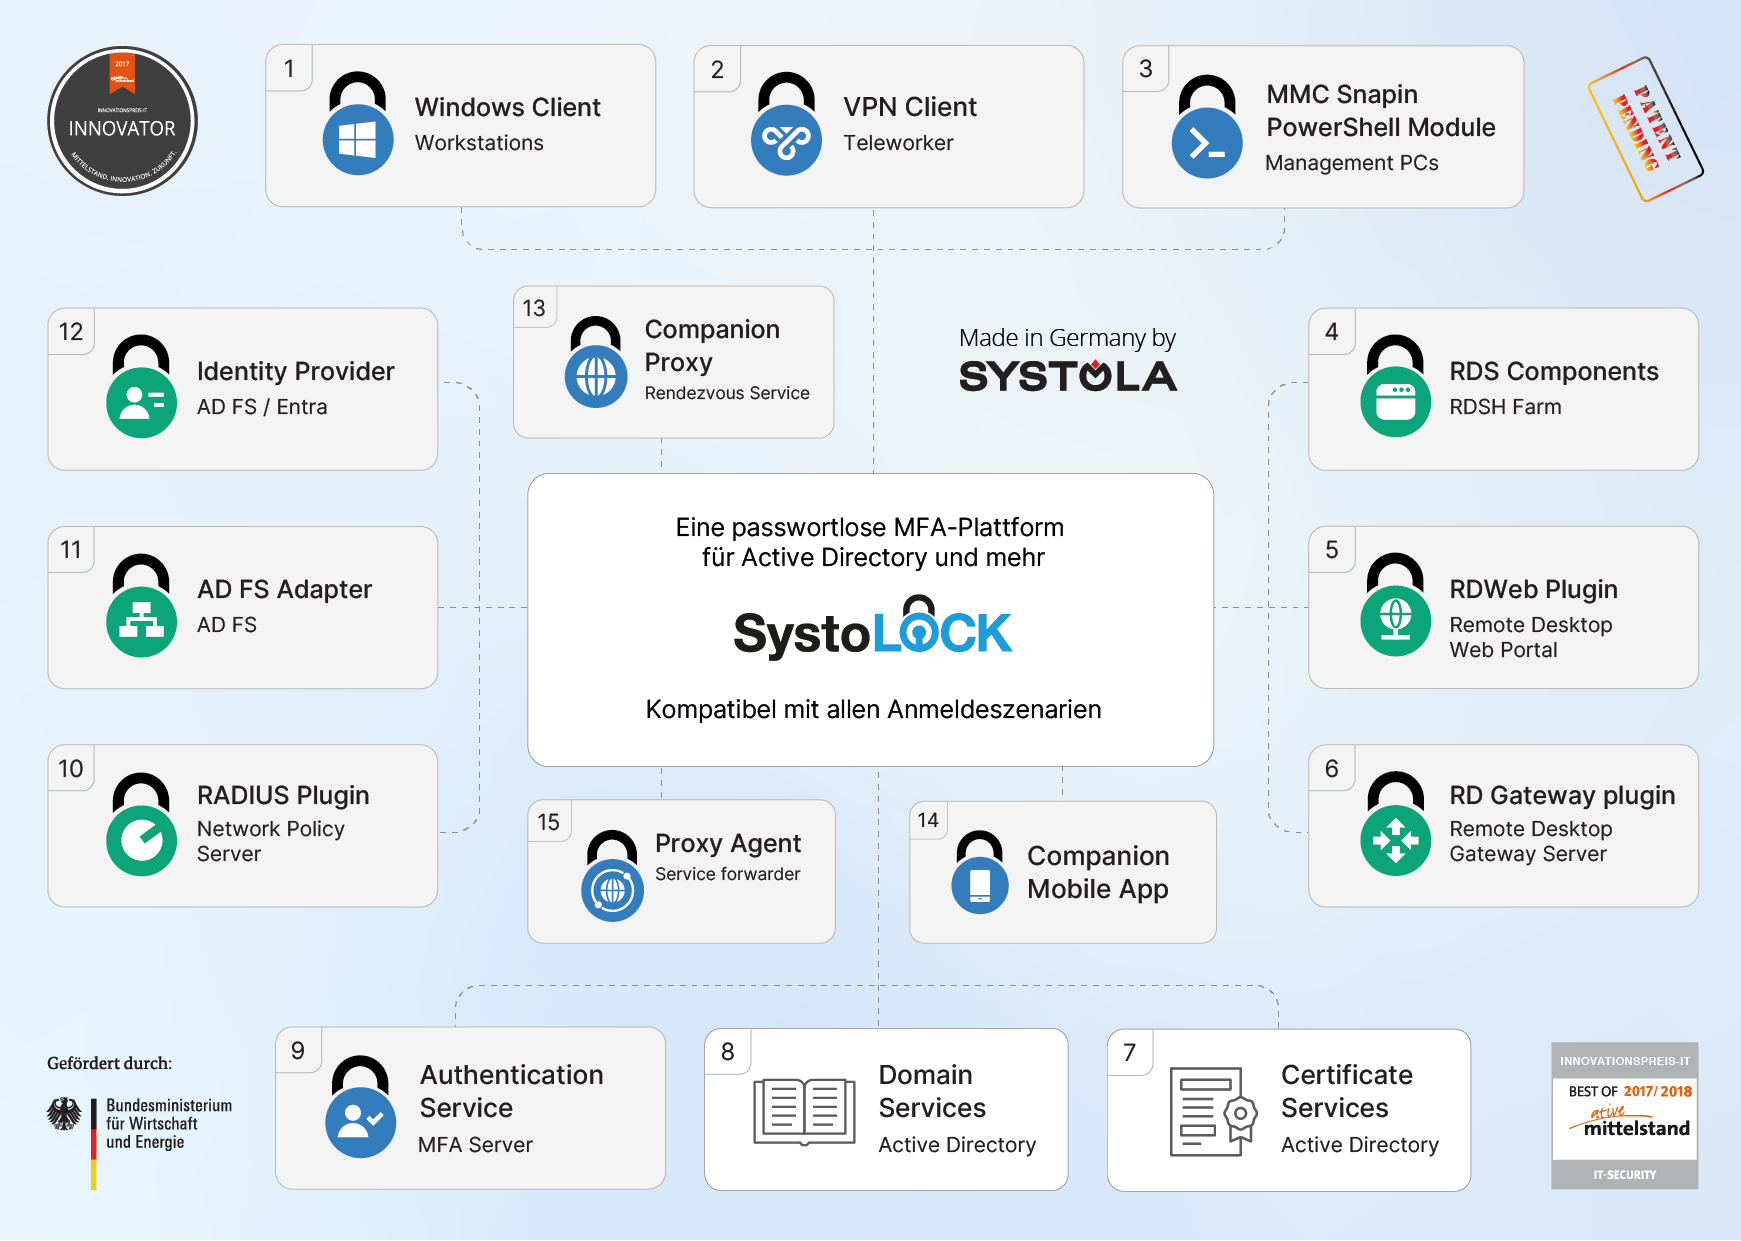 2017
INNOVATIONSPREIS-IT
INNOVATOR
MITTELSTAND. INNOVATION. ZUKUNFT.
1
Windows Client
Workstations
2
VPN Client
Teleworker
3
MMC Snapin
PowerShell Module
Management PCs
PATENT
PENDING
12
Identity Provider
AD FS / Entra
13
Companion
Proxy
Rendezvous Service
Made in Germany by
SYSTOLA
4
RDS Components
RDSH Farm
11
AD FS Adapter
AD FS
Eine passwortlose MFA-Plattform
für Active Directory und mehr
SystoLOCK
Kompatibel mit allen Anmeldeszenarien
5
RDWeb Plugin
Remote Desktop
Web Portal
10
RADIUS Plugin
Network Policy
Server
15
Proxy Agent
Service forwarder
14
Companion
Mobile App
6
RD Gateway plugin
Remote Desktop
Gateway Server
Gefördert durch:
Bundesministerium
für Wirtschaft
und Energie
9
Authentication
Service
MFA Server
8
Domain
Services
Active Directory
7
Certificate
Services
Active Directory
INNOVATIONSPREIS-IT
BEST OF 2017/2018
ative
mittelstand
IT-SECURITY